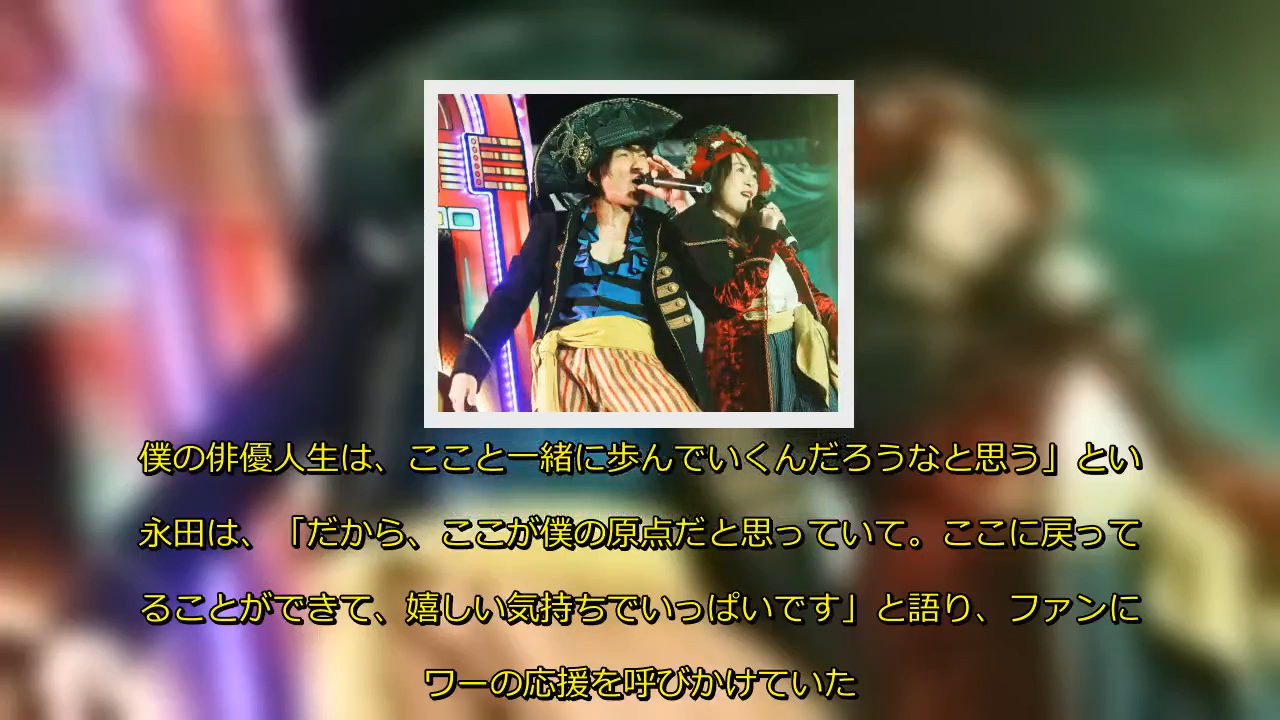 僕の俳優人生は、ここと一緒に歩んでいくんだろうなと思う」とい
永田は、「だから、ここが僕の原点だと思っていて。ここに戻って
ることができて、嬉しい気持ちでいっぱいです」と語り、ファンに
ワーの応援を呼びかけていた